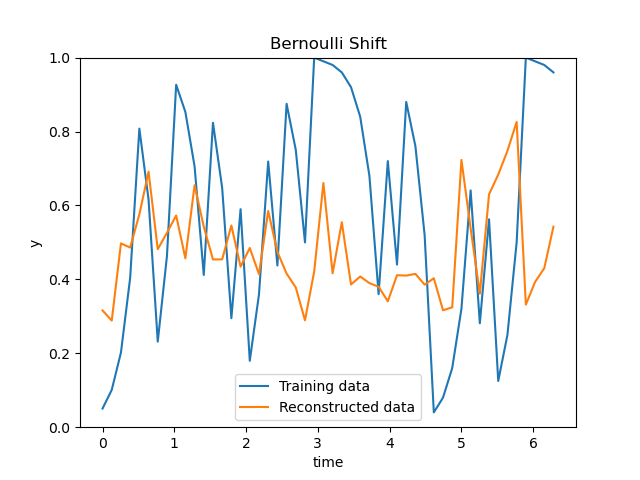 Bernoulli Shift
1.0
0.8
0.6
0.4
0.2
0.0
y
Training data
Reconstructed data
0 1 2 3 4 5 6
time